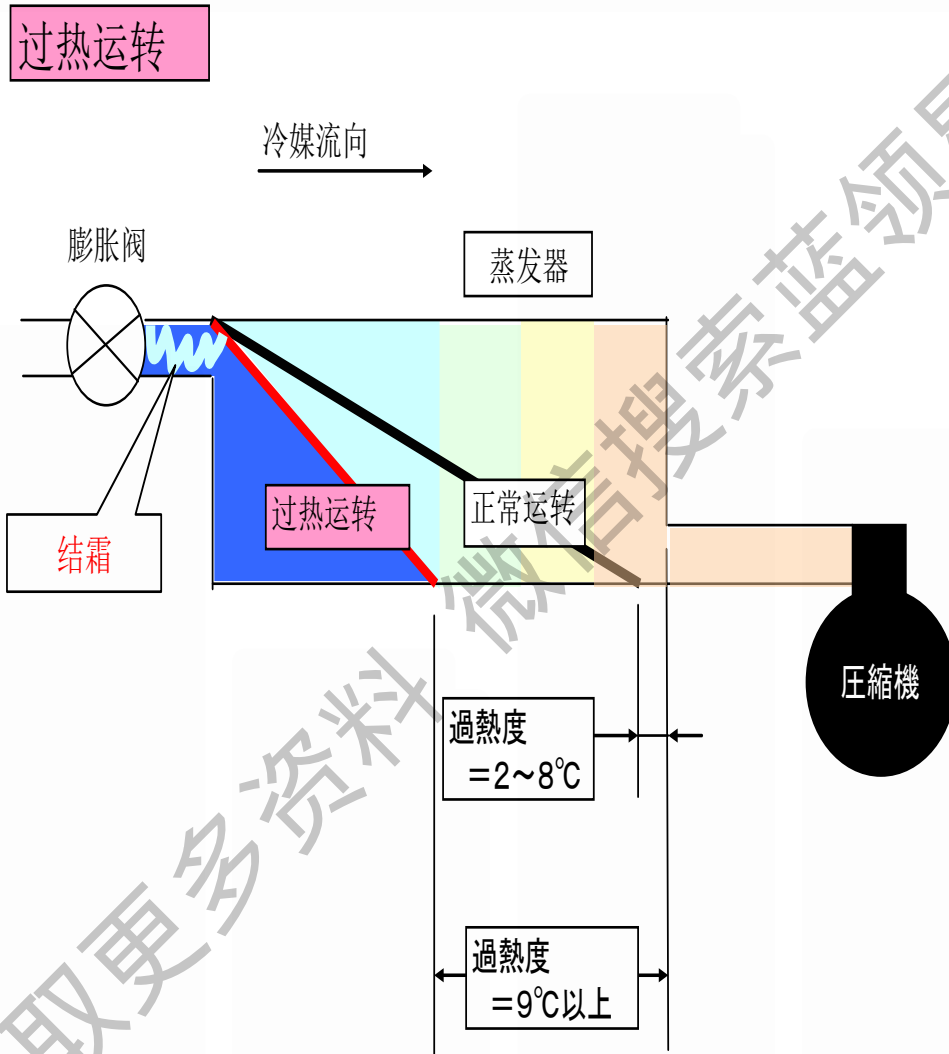 过热运转
冷媒流向
膨胀阀
蒸发器
过热运转
正常运转
结霜
圧縮機
過熱度
=2～8℃
過熱度
=9℃以上
取更多资料 微信搜索蓝领